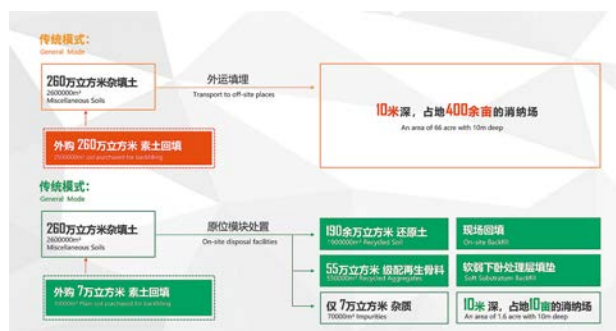 传统模式：
General Mode
260万立方米杂填土
2600000m³
Miscellaneous Soils
外运填埋
Transport to off-site places
10米深，占地400余亩的消纳场
An area of 66 acre with 10m deep
外购 260万立方米 素土回填
传统模式：
General Mode
260万立方米杂填土
2600000m³
Miscellaneous Soils
原位模块处置
On-site disposal facilities
190余万立方米 还原土
1900000m³ Recycled Soil
现场回填
On-site Backfill
55万立方米 级配再生骨料
550000m³ Recycled Aggregates
软弱下卧处理层填垫
Soft Substratum Backfill
外购 7万立方米 素土回填
仅 7万立方米 杂质
70000m³ Impurities
10米 深，占地10亩的消纳场
An area of 1.6 acre with 10m deep